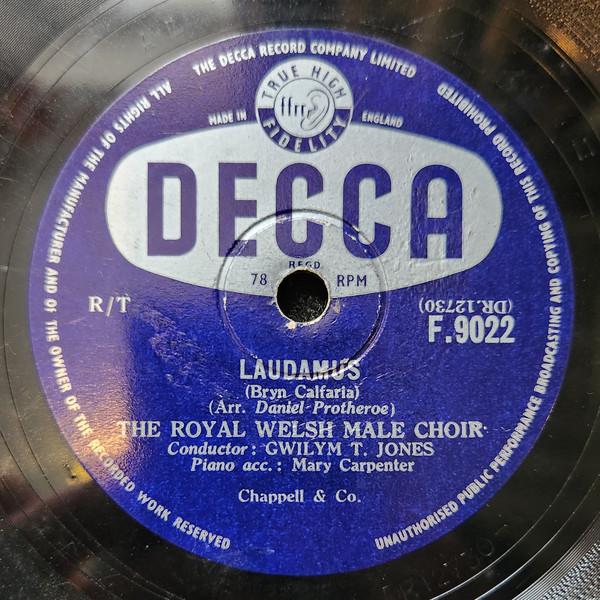 ALL RIGHTS OF THE MANUFACTURER AND OF THE OWNER OF THE RECORDED WORK RESERVED
THE DECCA RECORD COMPANY LIMITED
UNAUTHORISED PUBLIC PERFORMANCE BROADCASTING AND COPYING OF THIS RECORD PROHIBITED
TRUE HIGH
ffrr
FIDELITY
MADE IN ENGLAND
DECCA
REGD
78 RPM
R/T
(DR.12730)
F.9022
LAUDAMUS
(Bryn Calfaria)
(Arr. Daniel Protheroe)
THE ROYAL WELSH MALE CHOIR
Conductor: GWILYM T. JONES
Piano acc.: Mary Carpenter
Chappell & Co.